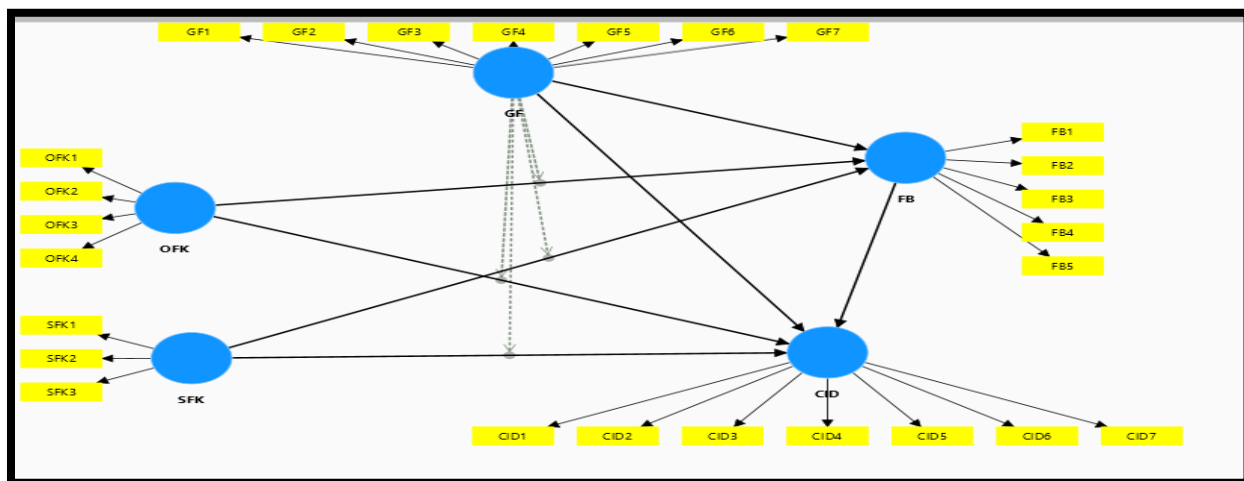 GF1 GF2 GF3 GF4 GF5 GF6 GF7
GF
FB1
FB2
FB3
FB4
FB5
FB
OFK1
OFK2
OFK3
OFK4
OFK
SFK1
SFK2
SFK3
SFK
CID
CID1 CID2 CID3 CID4 CID5 CID6 CID7